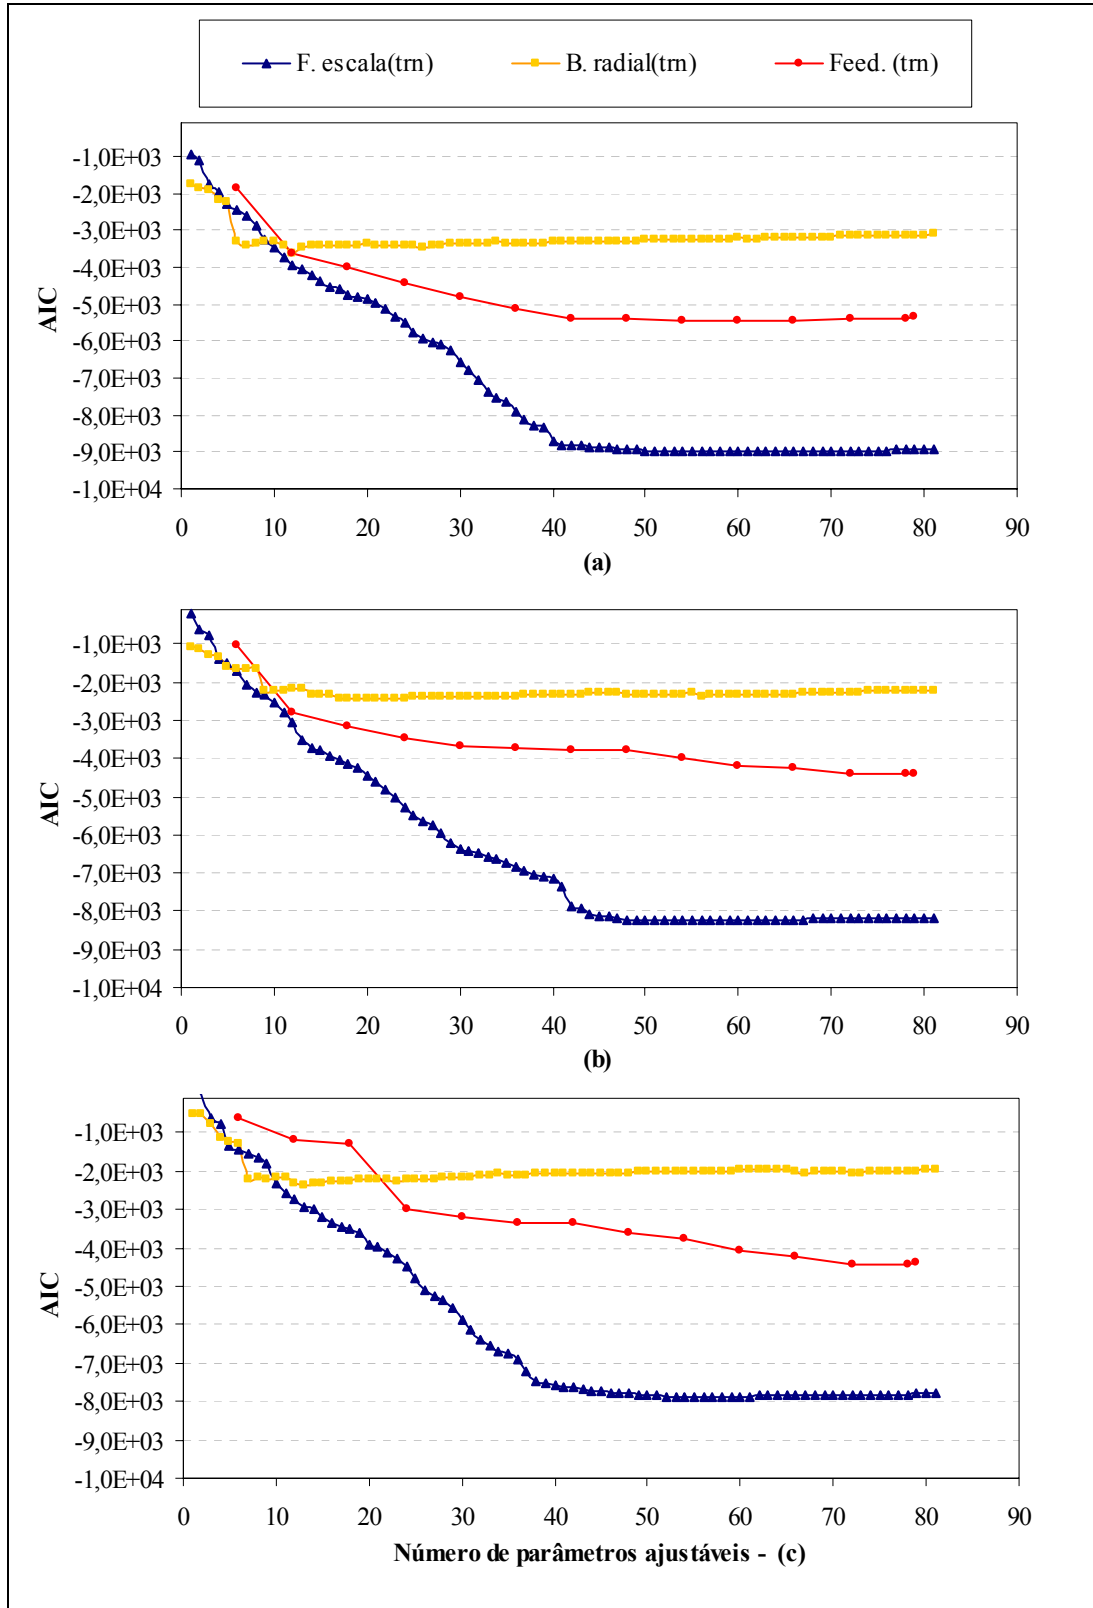 F. escala(trn) B. radial(trn) Feed. (trn)
-1,0E+03
-2,0E+03
-3,0E+03
-4,0E+03
-5,0E+03
-6,0E+03
-7,0E+03
-8,0E+03
-9,0E+03
-1,0E+04
AIC
0 10 20 30 40 50 60 70 80 90
(a)
-1,0E+03
-2,0E+03
-3,0E+03
-4,0E+03
-5,0E+03
-6,0E+03
-7,0E+03
-8,0E+03
-9,0E+03
-1,0E+04
AIC
0 10 20 30 40 50 60 70 80 90
(b)
-1,0E+03
-2,0E+03
-3,0E+03
-4,0E+03
-5,0E+03
-6,0E+03
-7,0E+03
-8,0E+03
-9,0E+03
-1,0E+04
AIC
0 10 20 30 40 50 60 70 80 90
Número de parâmetros ajustáveis - (c)